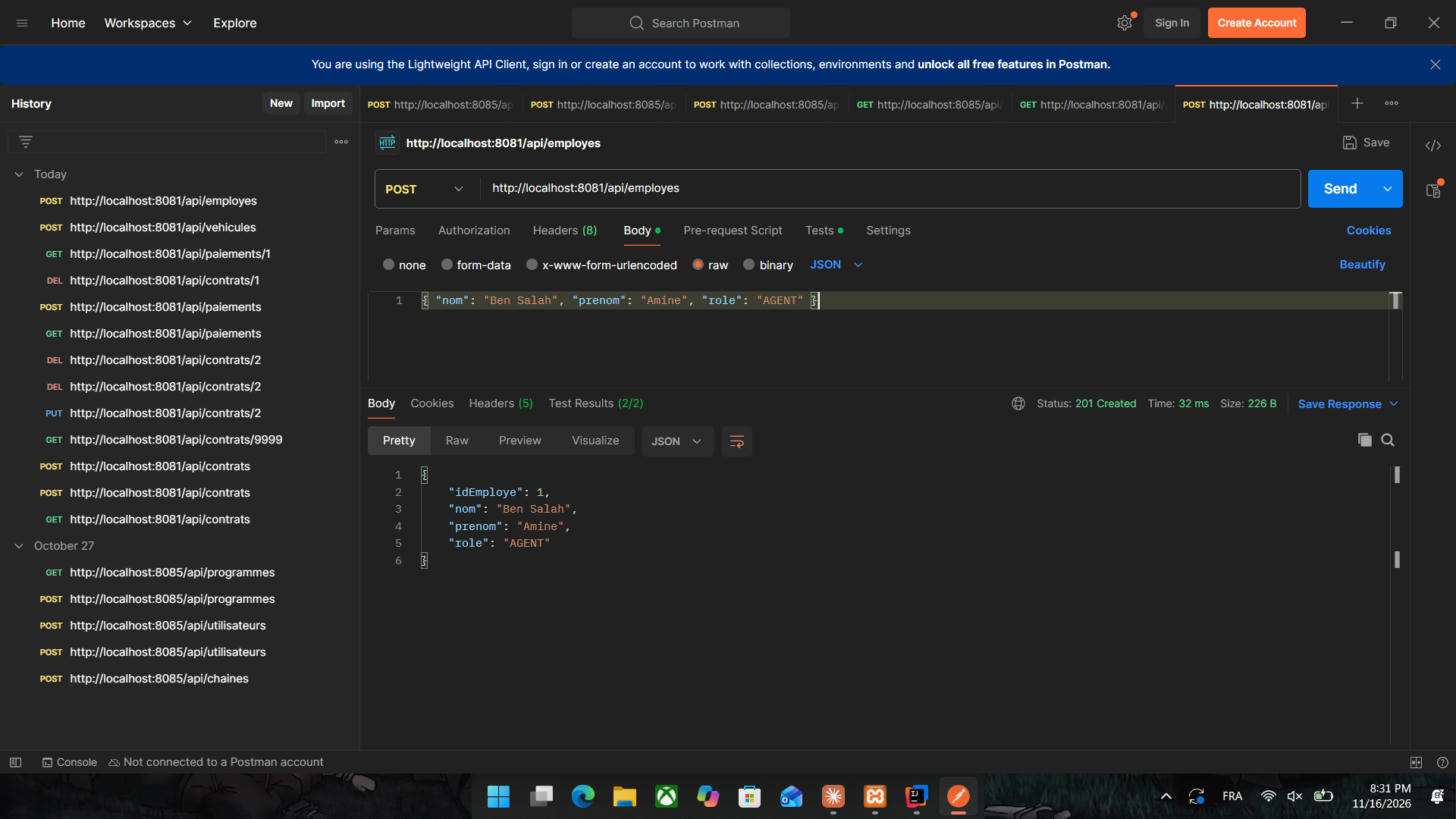 Home Workspaces Explore Search Postman Sign In Create Account
You are using the Lightweight API Client, sign in or create an account to work with collections, environments and unlock all free features in Postman.
History New Import
POST http://localhost:8085/ap POST http://localhost:8085/ap POST http://localhost:8085/ap GET http://localhost:8085/api/ GET http://localhost:8081/api/ POST http://localhost:8081/ap
Today
POST http://localhost:8081/api/employes
POST http://localhost:8081/api/vehicules
GET http://localhost:8081/api/paiements/1
DEL http://localhost:8081/api/contrats/1
POST http://localhost:8081/api/paiements
GET http://localhost:8081/api/paiements
DEL http://localhost:8081/api/contrats/2
DEL http://localhost:8081/api/contrats/2
PUT http://localhost:8081/api/contrats/2
GET http://localhost:8081/api/contrats/9999
POST http://localhost:8081/api/contrats
POST http://localhost:8081/api/contrats
GET http://localhost:8081/api/contrats
October 27
GET http://localhost:8085/api/programmes
POST http://localhost:8085/api/programmes
POST http://localhost:8085/api/utilisateurs
POST http://localhost:8085/api/utilisateurs
POST http://localhost:8085/api/chaines
HTTP http://localhost:8081/api/employes Save
POST http://localhost:8081/api/employes Send
Params Authorization Headers (8) Body Pre-request Script Tests Settings Cookies
none form-data x-www-form-urlencoded raw binary JSON Beautify
1 { "nom": "Ben Salah", "prenom": "Amine", "role": "AGENT" }
Body Cookies Headers (5) Test Results (2/2) Status: 201 Created Time: 32 ms Size: 226 B Save Response
Pretty Raw Preview Visualize JSON
1 {
2 "idEmploye": 1,
3 "nom": "Ben Salah",
4 "prenom": "Amine",
5 "role": "AGENT"
6 }
Console Not connected to a Postman account
FRA 8:31 PM
11/16/2026